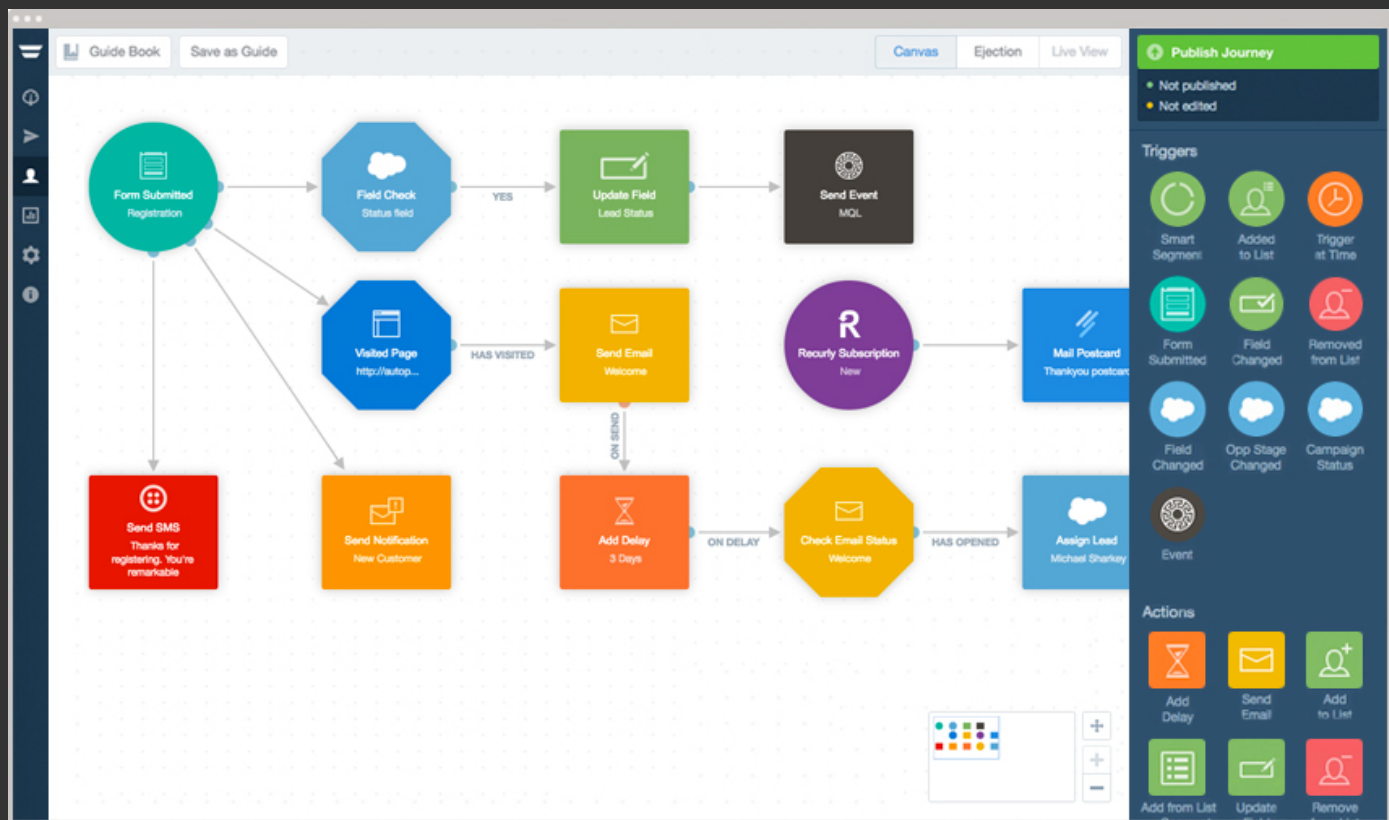 Guide Book
Save as Guide
Canvas
Ejection
Live View
Publish Journey
Not published
Not edited
Form Submitted
Registration
Field Check
Status field
YES
Update Field
Lead Status
Send Event
MQL
Visited Page
http://autop...
HAS VISITED
Send Email
Welcome
R
Recurly Subscription
New
Mail Postcard
Thankyou postcard
ON SEND
Send SMS
Thanks for
registering. You're
remarkable
Send Notification
New Customer
Add Delay
3 Days
ON DELAY
Check Email Status
Welcome
HAS OPENED
Assign Lead
Michael Sharkey
Triggers
Smart
Segment
Added
to List
Trigger
at Time
Form
Submitted
Field
Changed
Removed
from List
Field
Changed
Opp Stage
Changed
Campaign
Status
Event
Actions
Add
Delay
Send
Email
Add
to List
Add from List
Update
Remove